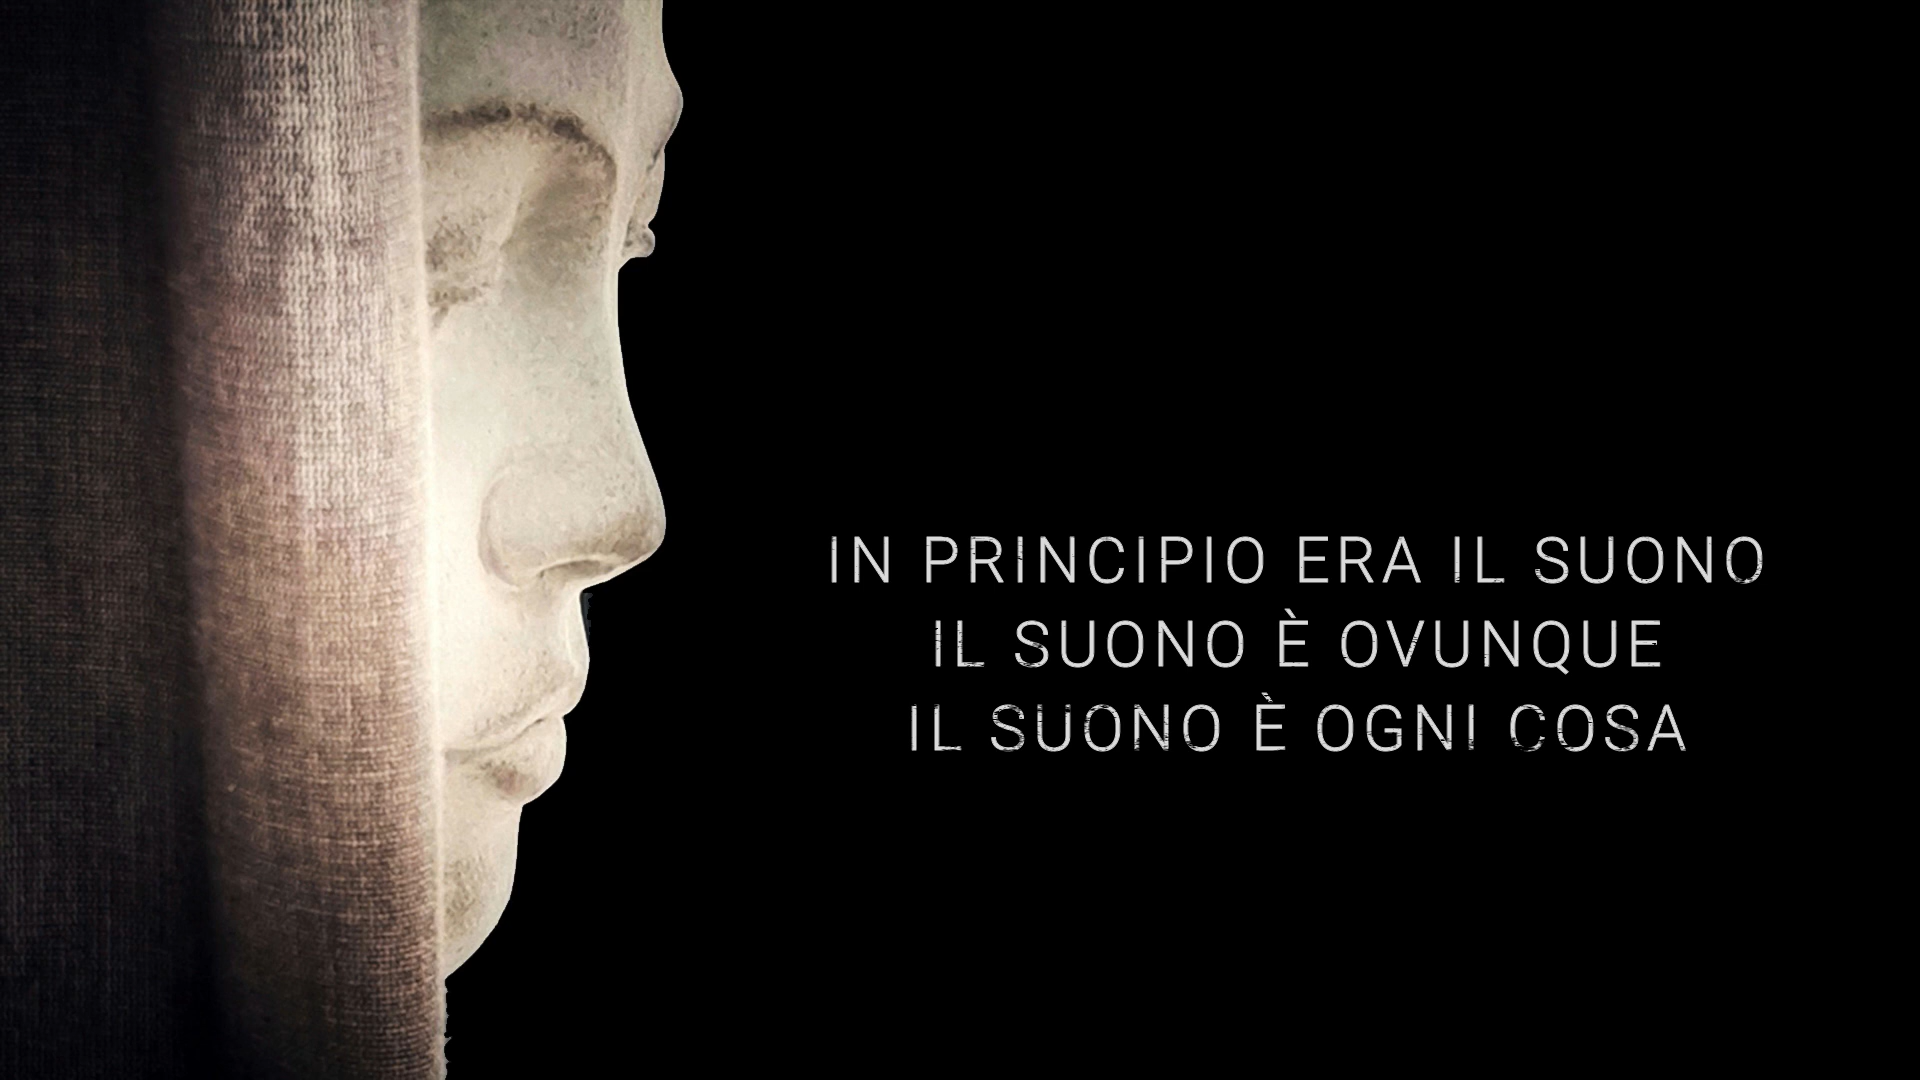 IN PRINCIPIO ERA IL SUONO
IL SUONO È OVUNQUE
IL SUONO È OGNI COSA